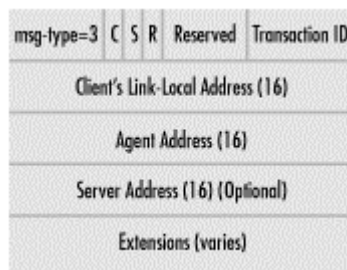 msg-type=3 C S R Reserved Transaction ID
Client's Link-Local Address (16)
Agent Address (16)
Server Address (16) (Optional)
Extensions (varies)